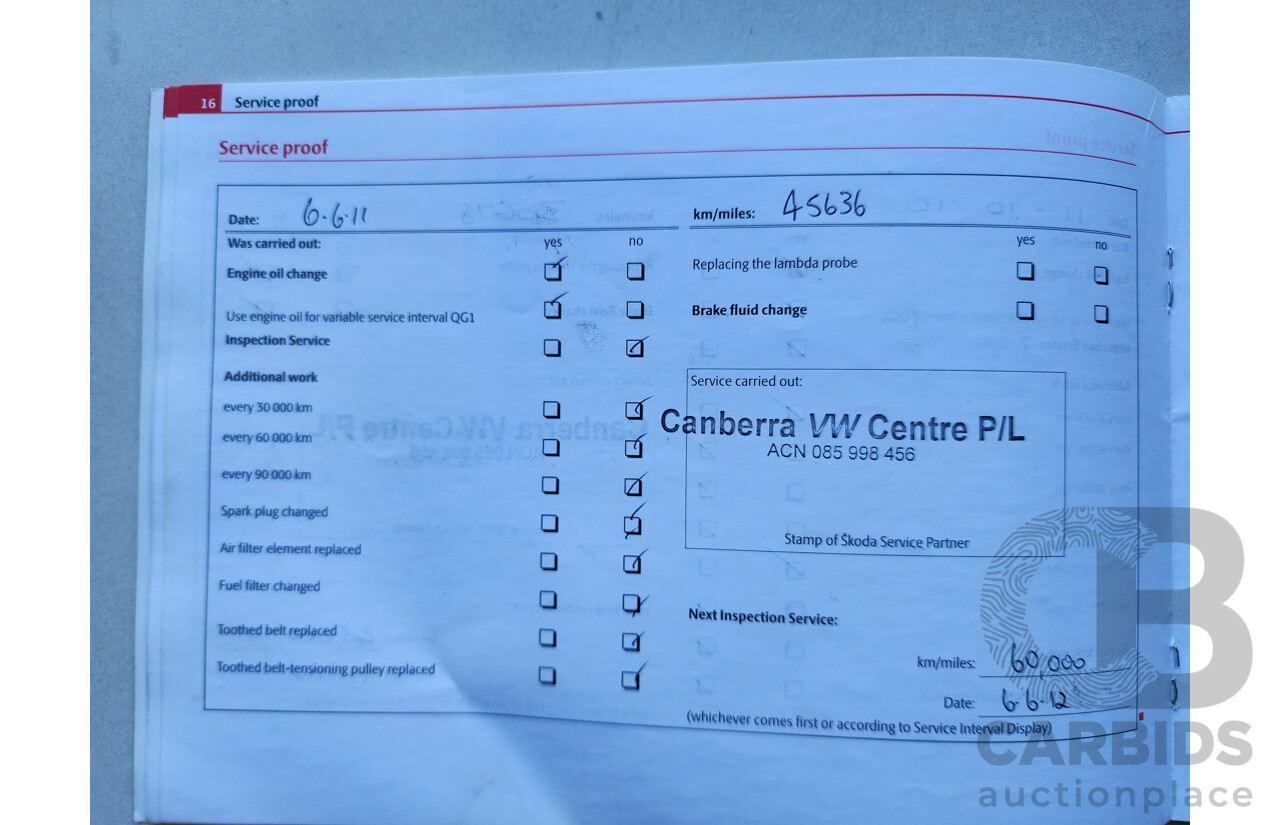 16 Service proof
Service proof
Date: 6.6.11
km/miles: 45636
Was carried out: yes no
Engine oil change
Use engine oil for variable service interval QG1
Inspection Service
Additional work
every 30 000 km
every 60 000 km
every 90 000 km
Spark plug changed
Air filter element replaced
Fuel filter changed
Toothed belt replaced
Toothed belt-tensioning pulley replaced
yes no
Replacing the lambda probe
Brake fluid change
Service carried out:
Canberra VW Centre P/L
ACN 085 998 456
Stamp of Škoda Service Partner
Next Inspection Service:
km/miles: 60,000
Date: 6.6.12
(whichever comes first or according to Service Interval Display)
CB
CARBIDS
auctionplace